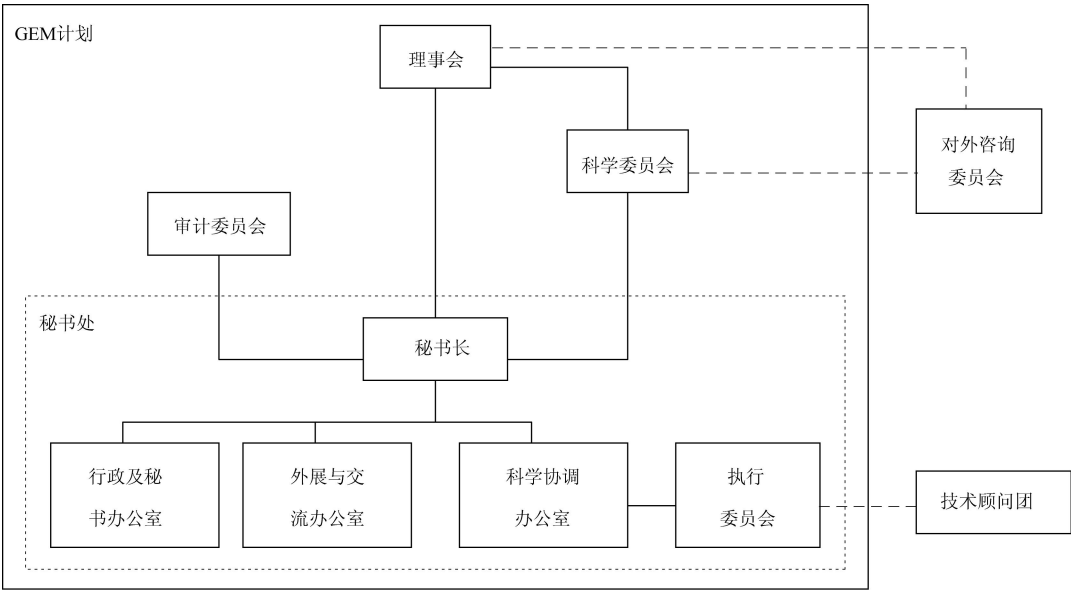 GEM计划
理事会
对外咨询
委员会
科学委员会
审计委员会
秘书处
秘书长
行政及秘
书办公室
外展与交
流办公室
科学协调
办公室
执行
委员会
技术顾问团